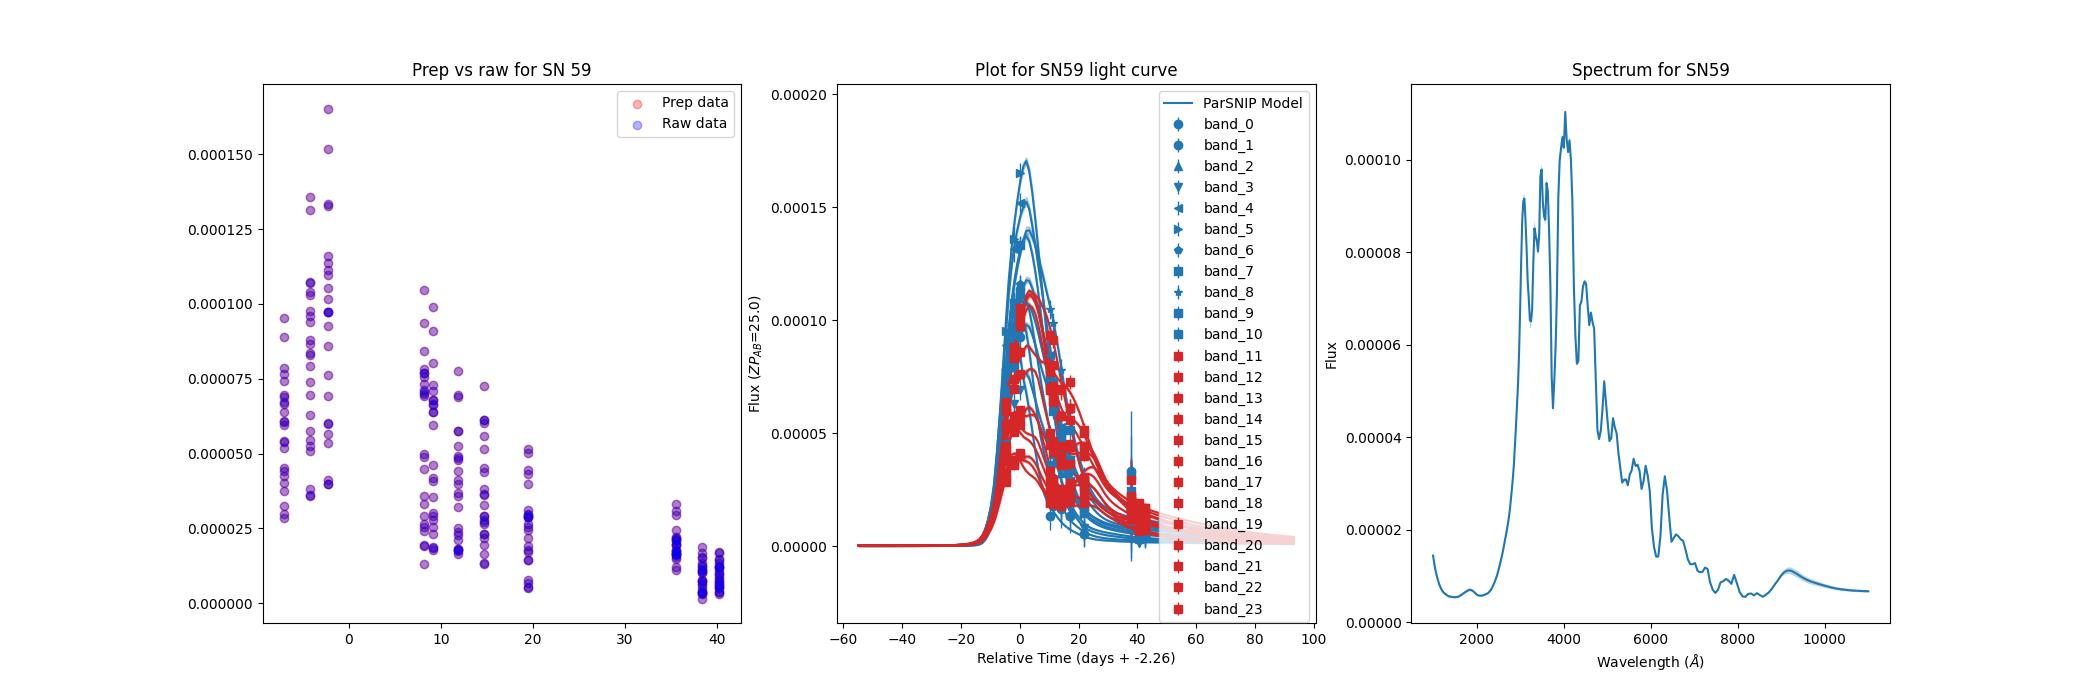 Prep vs raw for SN 59
Prep data
Raw data
0.000150
0.000125
0.000100
0.000075
0.000050
0.000025
0.000000
0
10
20
30
40
Plot for SN59 light curve
Flux (ZP_AB=25.0)
0.00020
0.00015
0.00010
0.00005
0.00000
ParSNIP Model
band_0
band_1
band_2
band_3
band_4
band_5
band_6
band_7
band_8
band_9
band_10
band_11
band_12
band_13
band_14
band_15
band_16
band_17
band_18
band_19
band_20
band_21
band_22
band_23
−60
−40
−20
0
20
40
60
80
100
Relative Time (days + -2.26)
Spectrum for SN59
Flux
0.00010
0.00008
0.00006
0.00004
0.00002
0.00000
2000
4000
6000
8000
10000
Wavelength (Å)